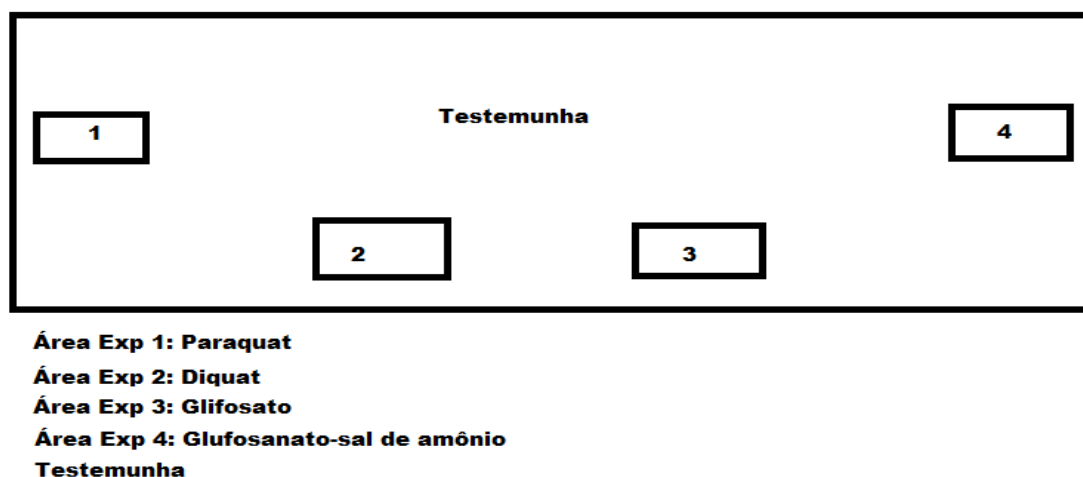 Testemunha
1
4
2
3
Área Exp 1: Paraquat
Área Exp 2: Diquat
Área Exp 3: Glifosato
Área Exp 4: Glufosanato-sal de amônio
Testemunha